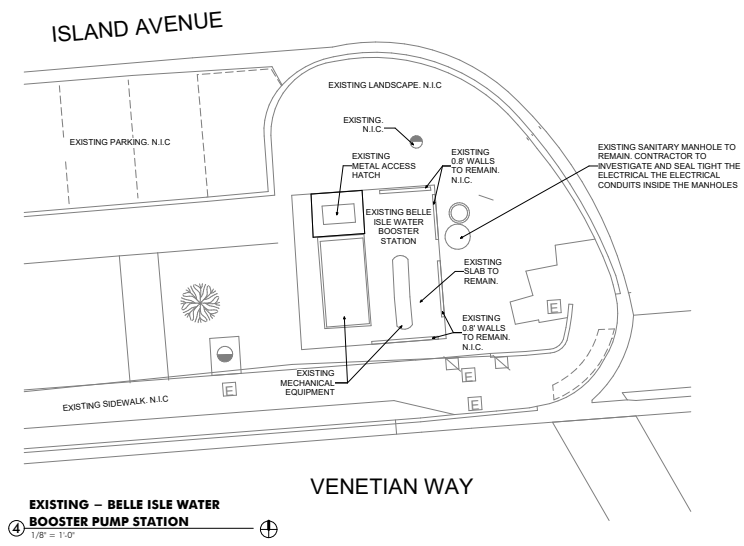 ISLAND AVENUE
EXISTING LANDSCAPE. N.I.C
EXISTING.
N.I.C.
EXISTING PARKING. N.I.C
EXISTING
METAL ACCESS
HATCH
EXISTING
0.8' WALLS
TO REMAIN.
N.I.C.
EXISTING SANITARY MANHOLE TO
REMAIN. CONTRACTOR TO
INVESTIGATE AND SEAL TIGHT THE
ELECTRICAL THE ELECTRICAL
CONDUITS INSIDE THE MANHOLES
EXISTING BELLE
ISLE WATER
BOOSTER
STATION
EXISTING
SLAB TO
REMAIN.
E
EXISTING
0.8' WALLS
TO REMAIN.
N.I.C.
EXISTING
MECHANICAL
EQUIPMENT
E
E
E
EXISTING SIDEWALK. N.I.C
VENETIAN WAY
EXISTING – BELLE ISLE WATER
BOOSTER PUMP STATION
4
1/8" = 1'-0"